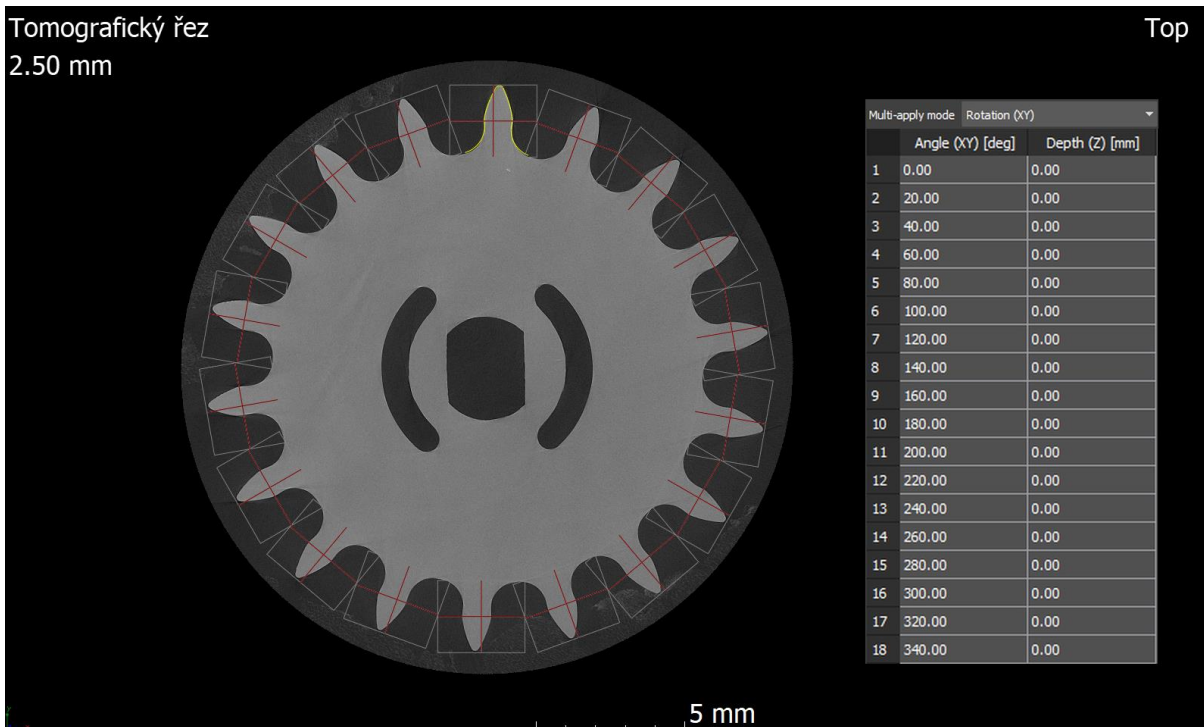 Tomografický řez
2.50 mm
Top
Multi-apply mode Rotation (XY)
Angle (XY) [deg] Depth (Z) [mm]
1 0.00 0.00
2 20.00 0.00
3 40.00 0.00
4 60.00 0.00
5 80.00 0.00
6 100.00 0.00
7 120.00 0.00
8 140.00 0.00
9 160.00 0.00
10 180.00 0.00
11 200.00 0.00
12 220.00 0.00
13 240.00 0.00
14 260.00 0.00
15 280.00 0.00
16 300.00 0.00
17 320.00 0.00
18 340.00 0.00
5 mm